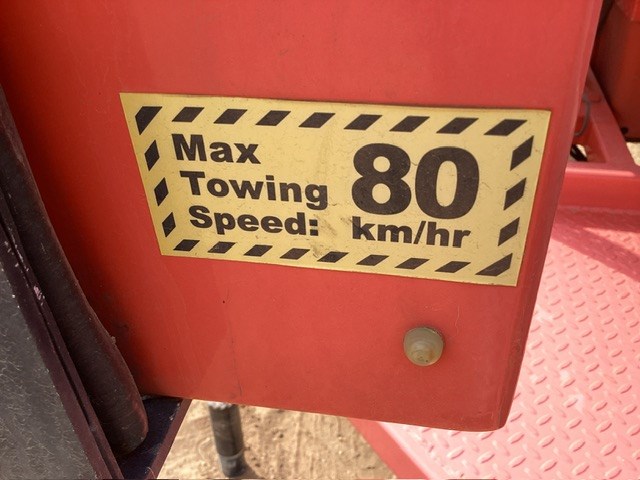 Max
Towing
Speed:
80
km/hr